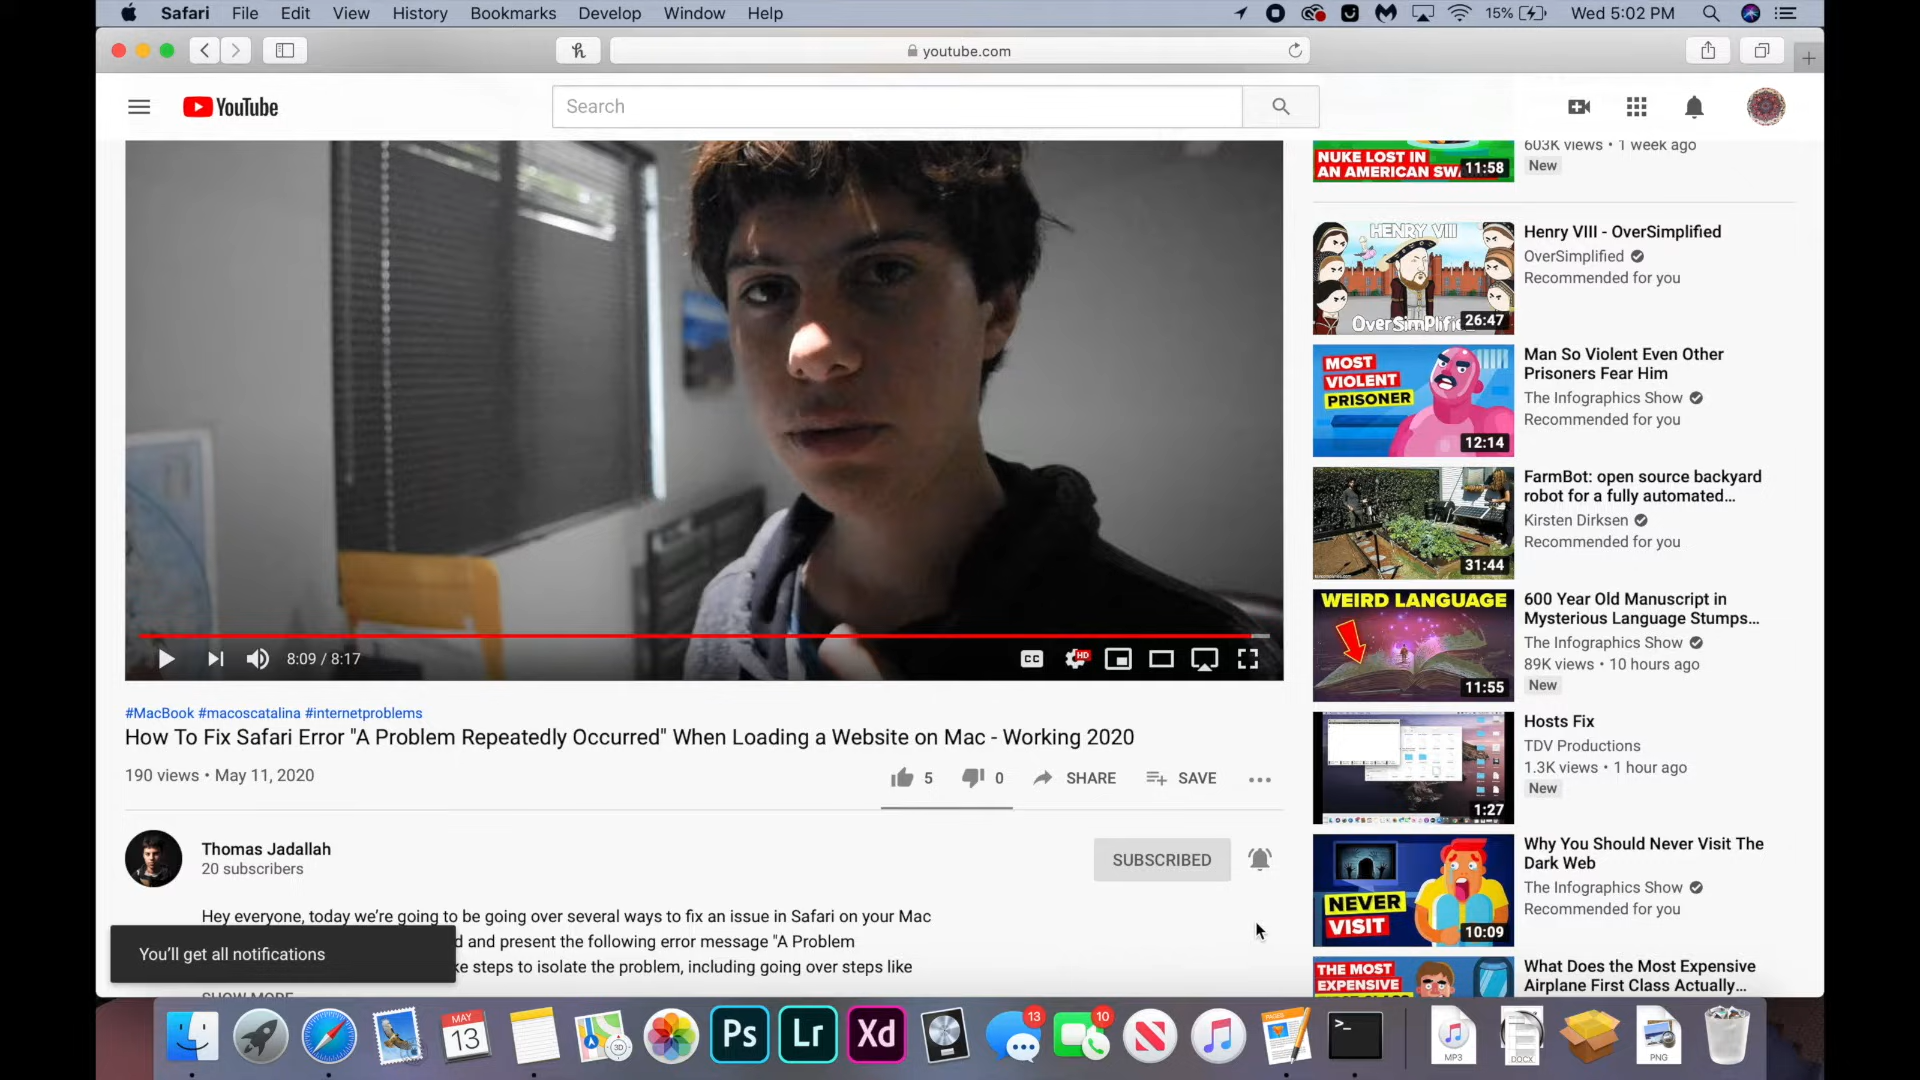 Safari File Edit View History Bookmarks Develop Window Help
15% Wed 5:02 PM
youtube.com
YouTube
Search
NUKE LOST IN
AN AMERICAN SW
11:58
603K views • 1 week ago
New
HENRY VIII
OverSimplifie
26:47
Henry VIII - OverSimplified
OverSimplified
Recommended for you
MOST
VIOLENT
PRISONER
12:14
Man So Violent Even Other
Prisoners Fear Him
The Infographics Show
Recommended for you
31:44
FarmBot: open source backyard
robot for a fully automated...
Kirsten Dirksen
Recommended for you
WEIRD LANGUAGE
11:55
600 Year Old Manuscript in
Mysterious Language Stumps...
The Infographics Show
89K views • 10 hours ago
New
1:27
Hosts Fix
TDV Productions
1.3K views • 1 hour ago
New
NEVER
VISIT
10:09
Why You Should Never Visit The
Dark Web
The Infographics Show
Recommended for you
THE MOST
EXPENSIVE
What Does the Most Expensive
Airplane First Class Actually...
8:09 / 8:17
CC
HD
#MacBook #macoscatalina #internetproblems
How To Fix Safari Error "A Problem Repeatedly Occurred" When Loading a Website on Mac - Working 2020
190 views • May 11, 2020
5 0 SHARE SAVE
Thomas Jadallah
20 subscribers
SUBSCRIBED
Hey everyone, today we're going to be going over several ways to fix an issue in Safari on your Mac
d and present the following error message "A Problem
ke steps to isolate the problem, including going over steps like
SHOW MORE
You'll get all notifications
MAY
13
3D
Ps
Lr
Xd
13
10
PAGES
>_
MP3
DOCX
PNG